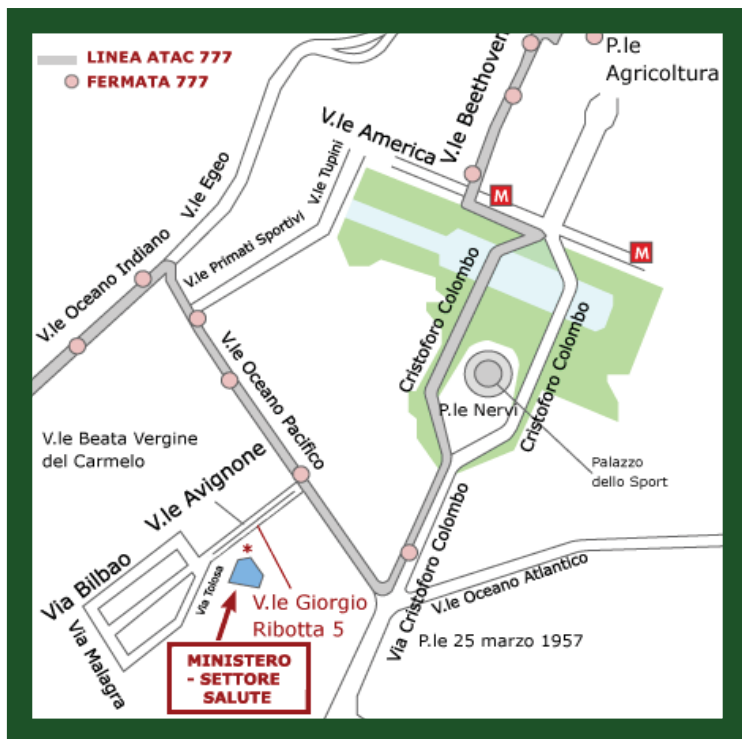 LINEA ATAC 777
FERMATA 777
P.le
Agricoltura
V.le Beethoven
V.le America
V.le Tupini
V.le Egeo
V.le Primati Sportivi
V.le Oceano Indiano
M
M
Cristoforo Colombo
Cristoforo Colombo
P.le Nervi
Palazzo
dello Sport
V.le Oceano Pacifico
V.le Beata Vergine
del Carmelo
V.le Avignone
Via Bilbao
Via Malagra
Via Tolosa
*
V.le Giorgio
Ribotta 5
MINISTERO
- SETTORE
SALUTE
Via Cristoforo Colombo
V.le Oceano Atlantico
P.le 25 marzo 1957